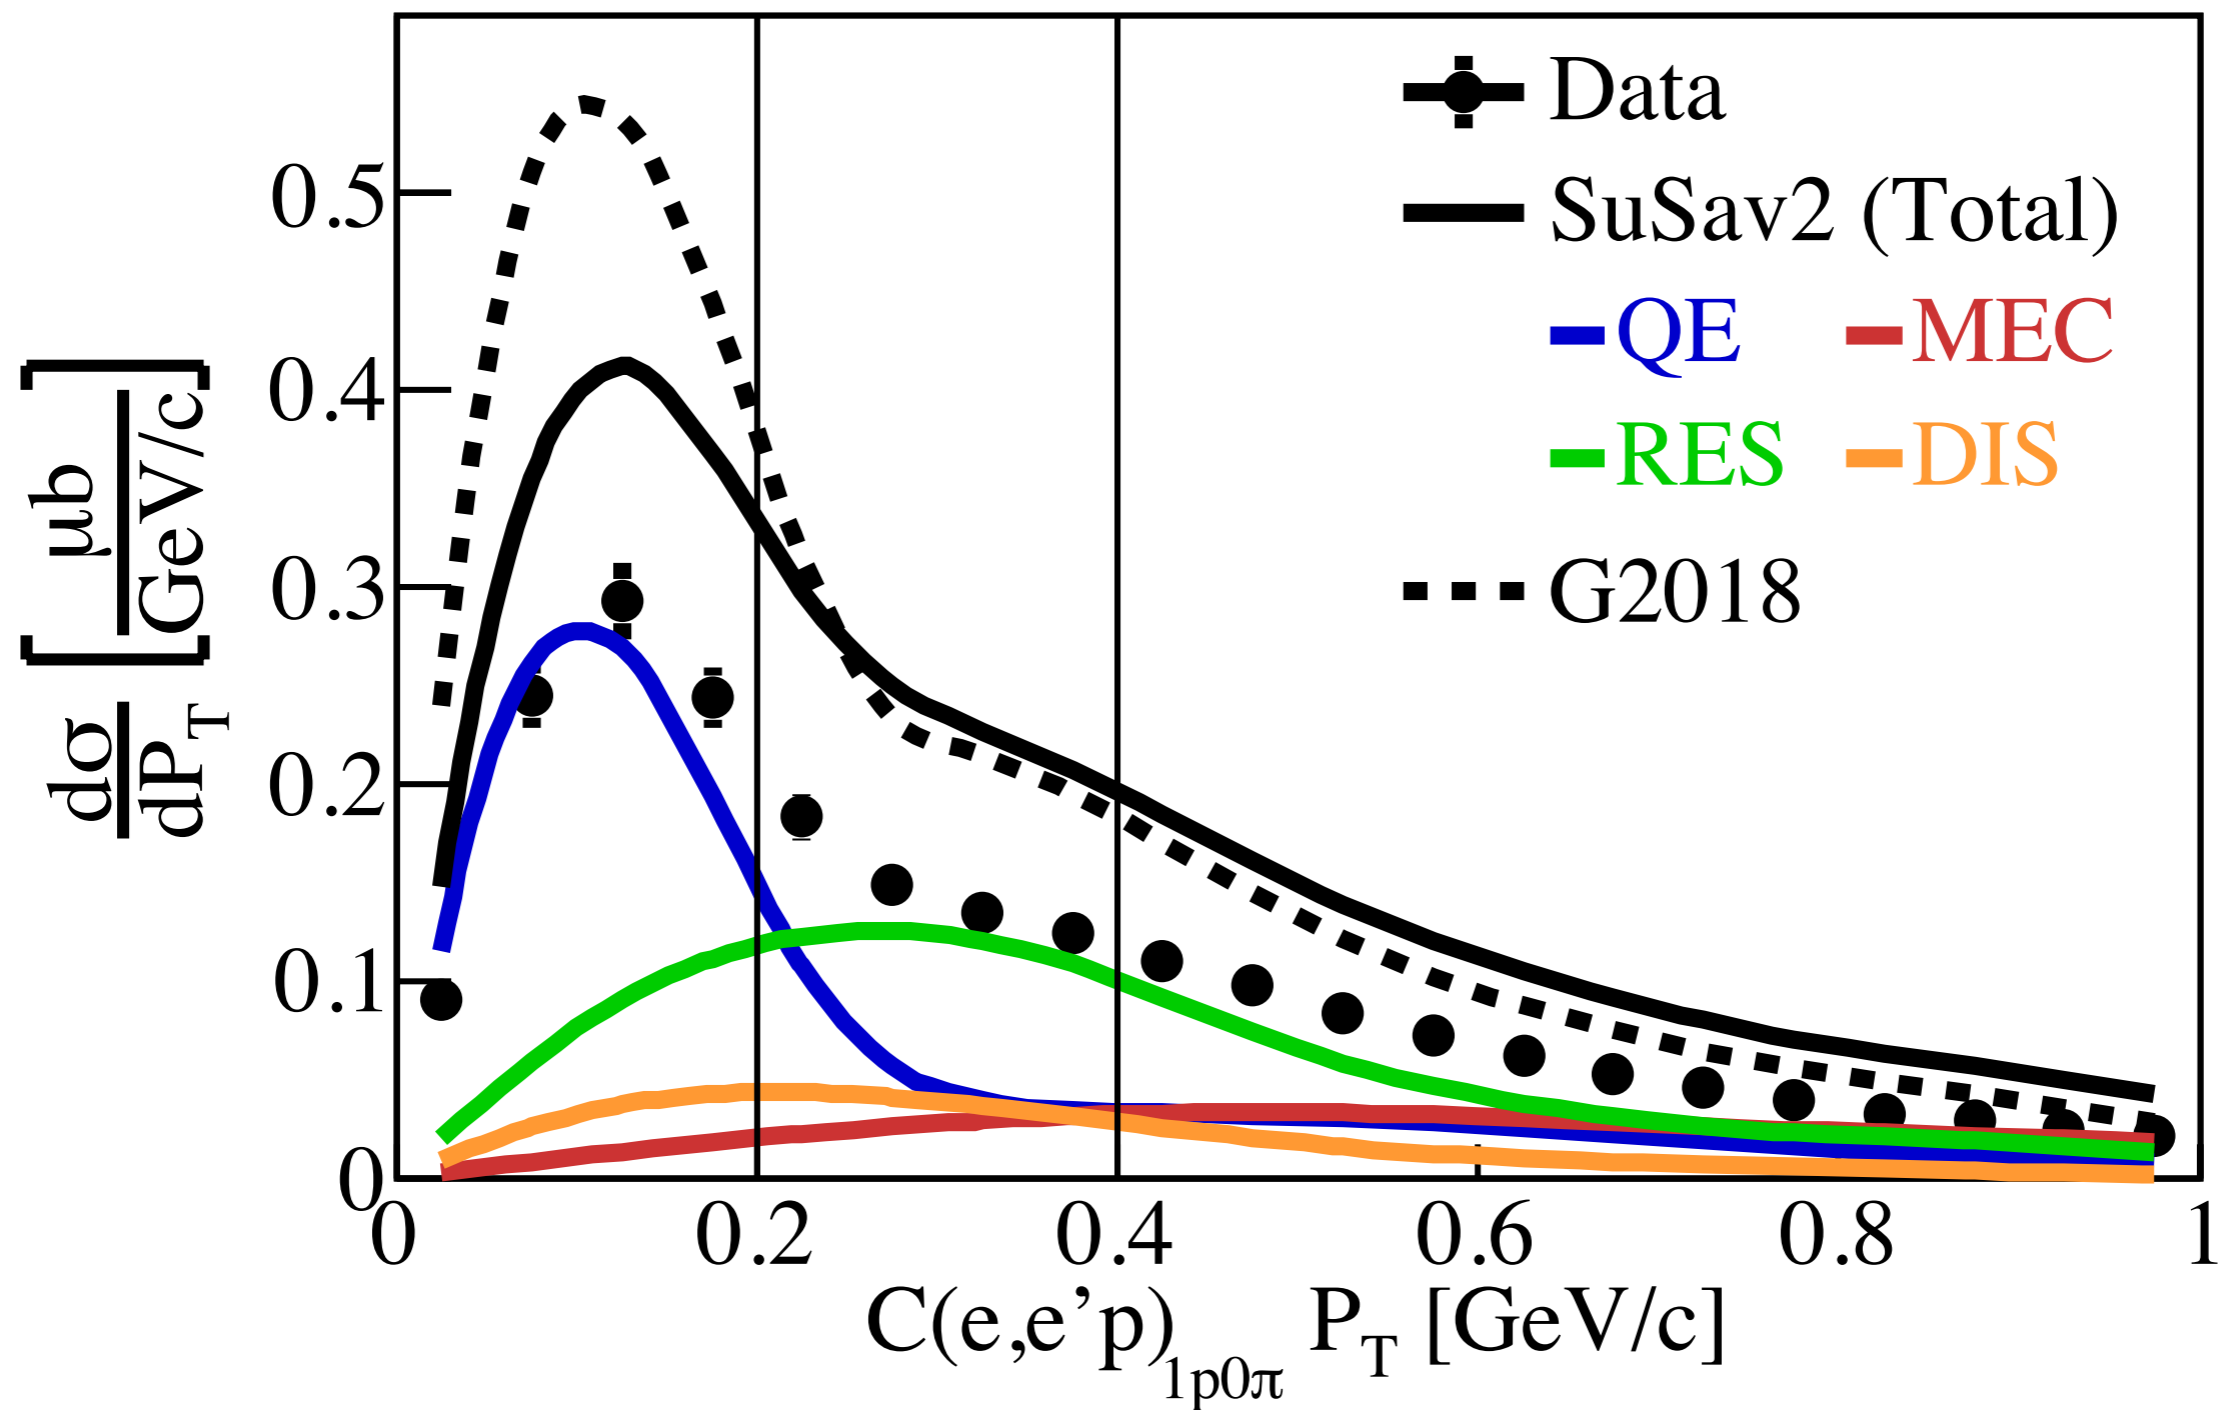 Data
SuSav2 (Total)
QE MEC
RES DIS
G2018
dσ/dP_T [μb/GeV/c]
0.5
0.4
0.3
0.2
0.1
0
0 0.2 0.4 0.6 0.8 1
C(e,e’p)_1p0π P_T [GeV/c]